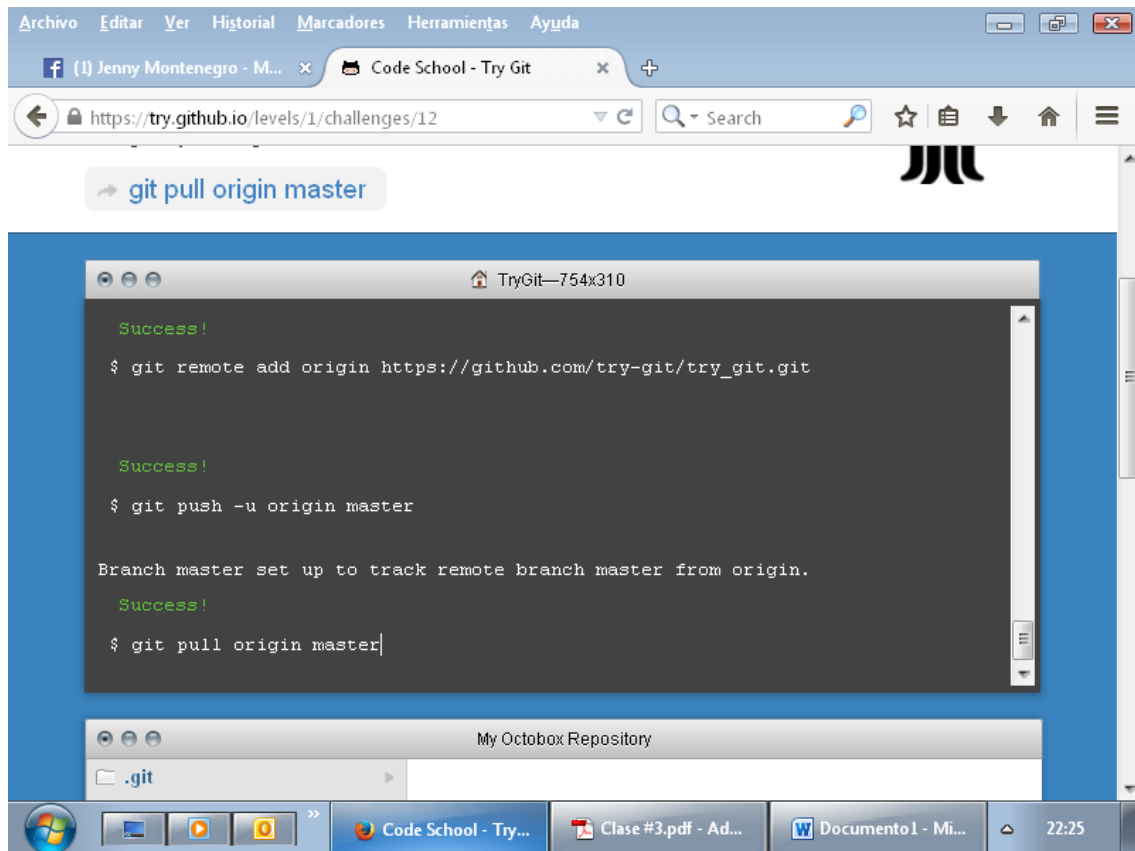 Archivo Editar Ver Historial Marcadores Herramientas Ayuda
(1) Jenny Montenegro - M... Code School - Try Git
https://try.github.io/levels/1/challenges/12 Search
git pull origin master
TryGit—754x310
Success!
$ git remote add origin https://github.com/try-git/try_git.git
Success!
$ git push -u origin master
Branch master set up to track remote branch master from origin.
Success!
$ git pull origin master
My Octobox Repository
.git
Code School - Try... Clase #3.pdf - Ad... Documento1 - Mi... 22:25